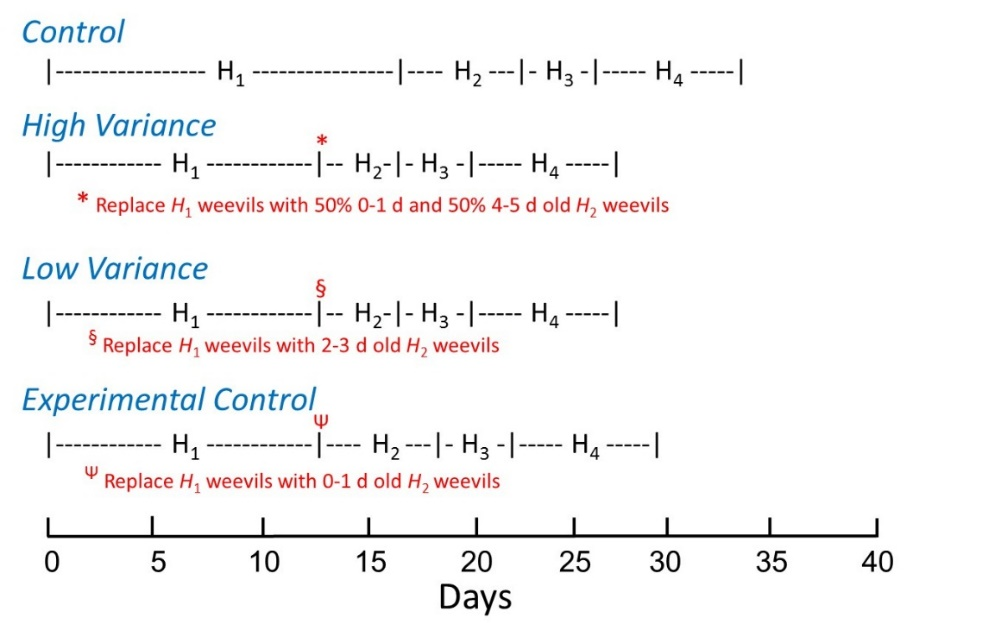 Control
|----------------- H₁ ----------------|---- H₂ ---|- H₃ -|----- H₄ -----|
High Variance
*
|------------ H₁ ------------|-- H₂-|- H₃ -|----- H₄ -----|
* Replace H₁ weevils with 50% 0-1 d and 50% 4-5 d old H₂ weevils
Low Variance
§
|------------ H₁ ------------|-- H₂-|- H₃ -|----- H₄ -----|
§ Replace H₁ weevils with 2-3 d old H₂ weevils
Experimental Control
Ψ
|------------ H₁ ------------|---- H₂ ---|- H₃ -|----- H₄ -----|
Ψ Replace H₁ weevils with 0-1 d old H₂ weevils
0 5 10 15 20 25 30 35 40
Days